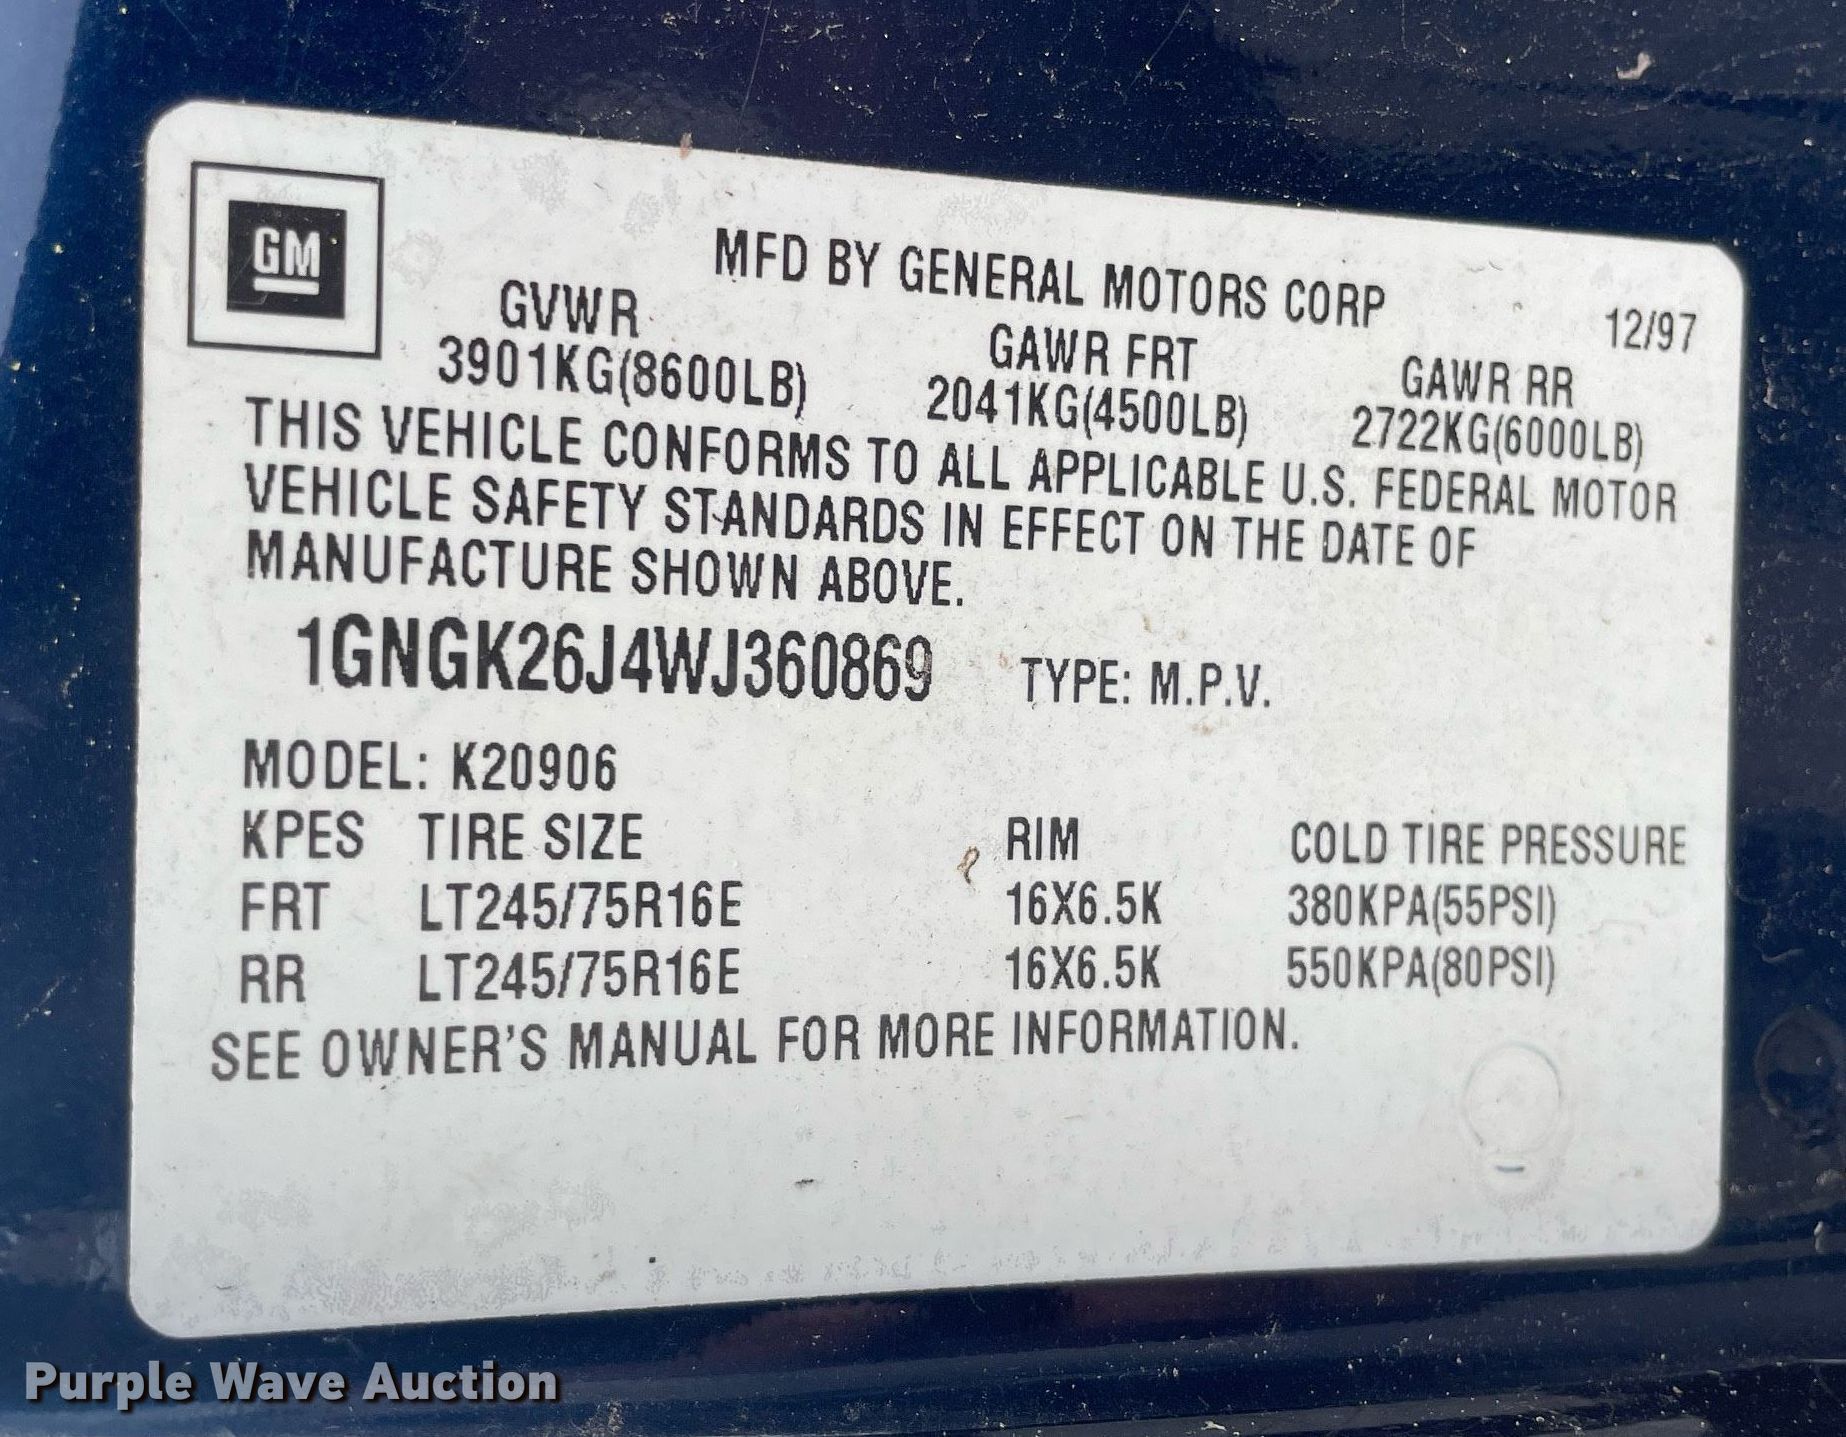 GM
MFD BY GENERAL MOTORS CORP
12/97
GVWR GAWR FRT GAWR RR
3901KG(8600LB) 2041KG(4500LB) 2722KG(6000LB)
THIS VEHICLE CONFORMS TO ALL APPLICABLE U.S. FEDERAL MOTOR
VEHICLE SAFETY STANDARDS IN EFFECT ON THE DATE OF
MANUFACTURE SHOWN ABOVE.
1GNGK26J4WJ360869 TYPE: M.P.V.
MODEL: K20906
KPES TIRE SIZE RIM COLD TIRE PRESSURE
FRT LT245/75R16E 16X6.5K 380KPA(55PSI)
RR LT245/75R16E 16X6.5K 550KPA(80PSI)
SEE OWNER'S MANUAL FOR MORE INFORMATION.
Purple Wave Auction